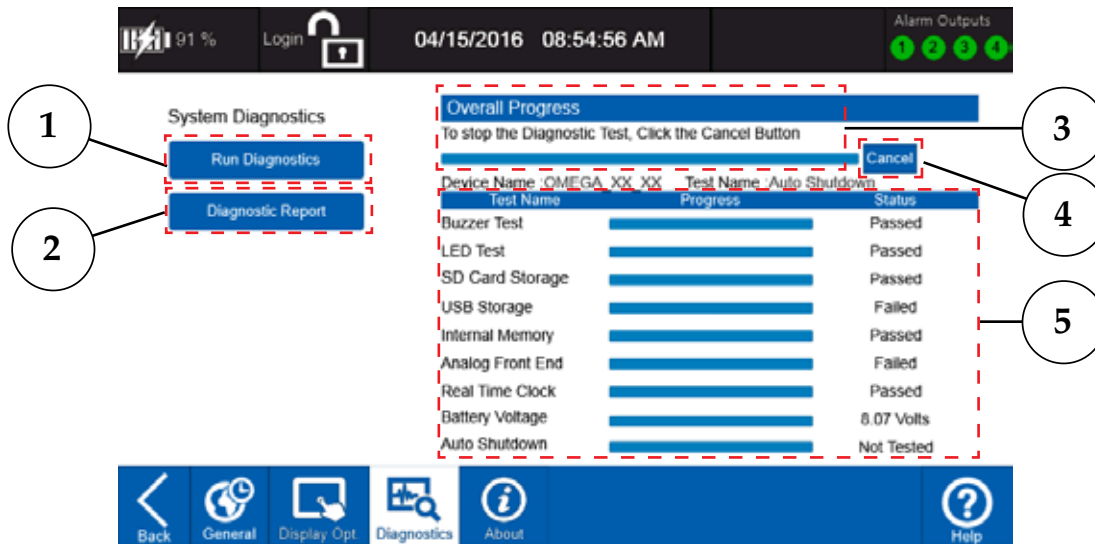 91 %
Login
04/15/2016 08:54:56 AM
Alarm Outputs
1 2 3 4
System Diagnostics
Run Diagnostics
Diagnostic Report
1
2
Overall Progress
To stop the Diagnostic Test, Click the Cancel Button
Cancel
3
4
Device Name :OMEGA_XX_XX Test Name :Auto Shutdown
Test Name Progress Status
Buzzer Test Passed
LED Test Passed
SD Card Storage Passed
USB Storage Failed
Internal Memory Passed
Analog Front End Failed
Real Time Clock Passed
Battery Voltage 8.07 Volts
Auto Shutdown Not Tested
5
Back
General
Display Opt.
Diagnostics
About
Help